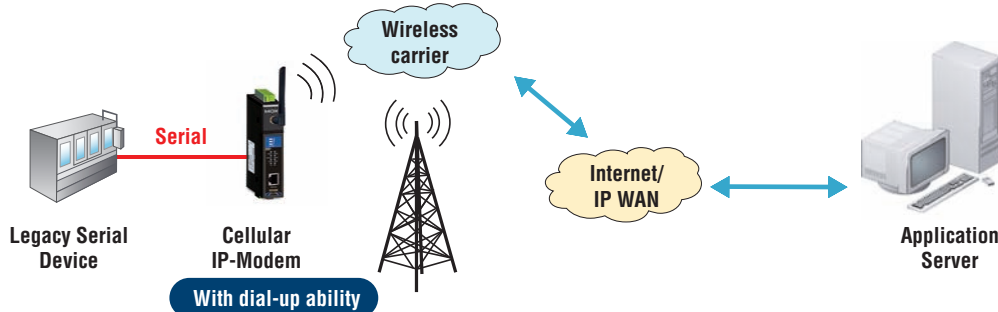 Wireless
carrier
Serial
Internet/
IP WAN
Legacy Serial
Device
Cellular
IP-Modem
With dial-up ability
Application
Server